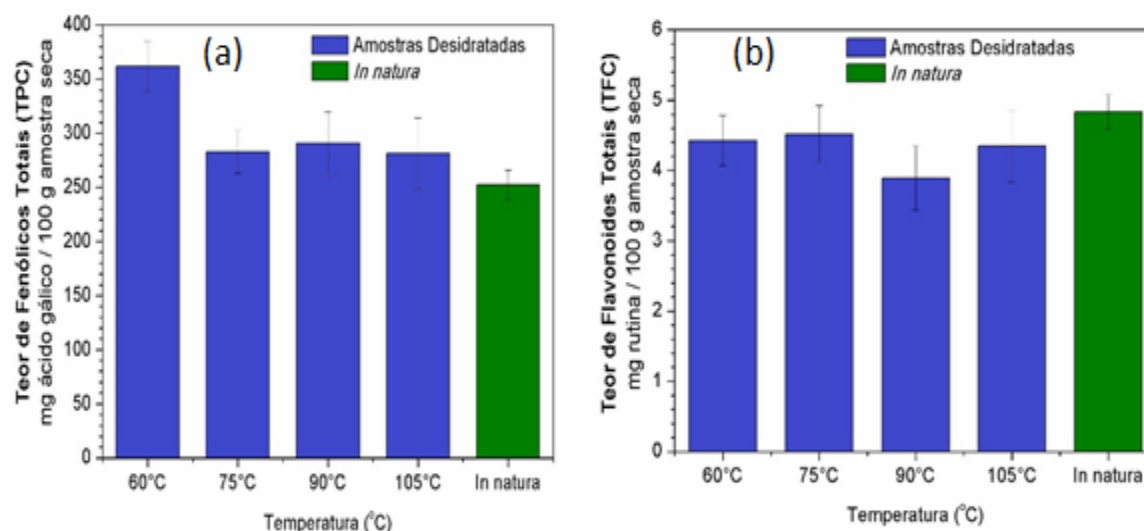 (a)
Amostras Desidratadas
In natura
Teor de Fenólicos Totais (TPC)
mg ácido gálico / 100 g amostra seca
400
350
300
250
200
150
100
50
0
60°C 75°C 90°C 105°C In natura
Temperatura (°C)
(b)
Amostras Desidratadas
In natura
Teor de Flavonoides Totais (TFC)
mg rutina / 100 g amostra seca
6
5
4
3
2
1
0
60°C 75°C 90°C 105°C In natura
Temperatura (°C)